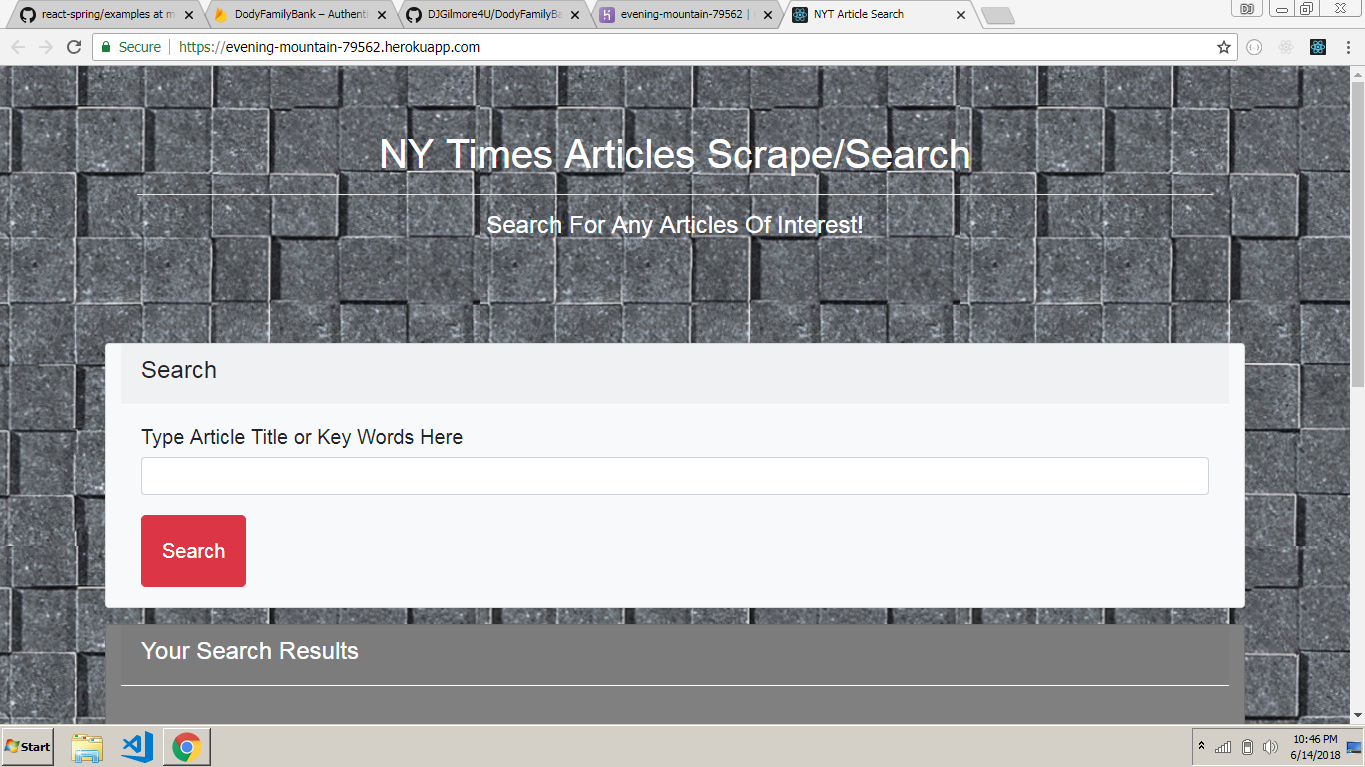 react-spring/examples at m
DodyFamilyBank – Authenti
DJGilmore4U/DodyFamilyBa
evening-mountain-79562 |
NYT Article Search
DJ
Secure
https://evening-mountain-79562.herokuapp.com
NY Times Articles Scrape/Search
Search For Any Articles Of Interest!
Search
Type Article Title or Key Words Here
Search
Your Search Results
Start
10:46 PM
6/14/2018